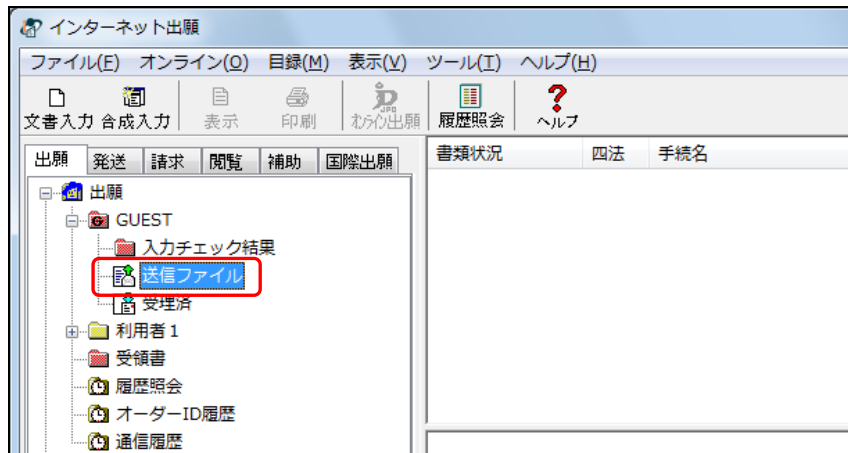 インターネット出願
ファイル(F) オンライン(O) 目録(M) 表示(V) ツール(T) ヘルプ(H)
文書入力 合成入力 表示 印刷 オンライン出願 履歴照会 ヘルプ
出願 発送 請求 閲覧 補助 国際出願
書類状況 四法 手続名
出願
GUEST
入力チェック結果
送信ファイル
受理済
利用者1
受領書
履歴照会
オーダーID履歴
通信履歴